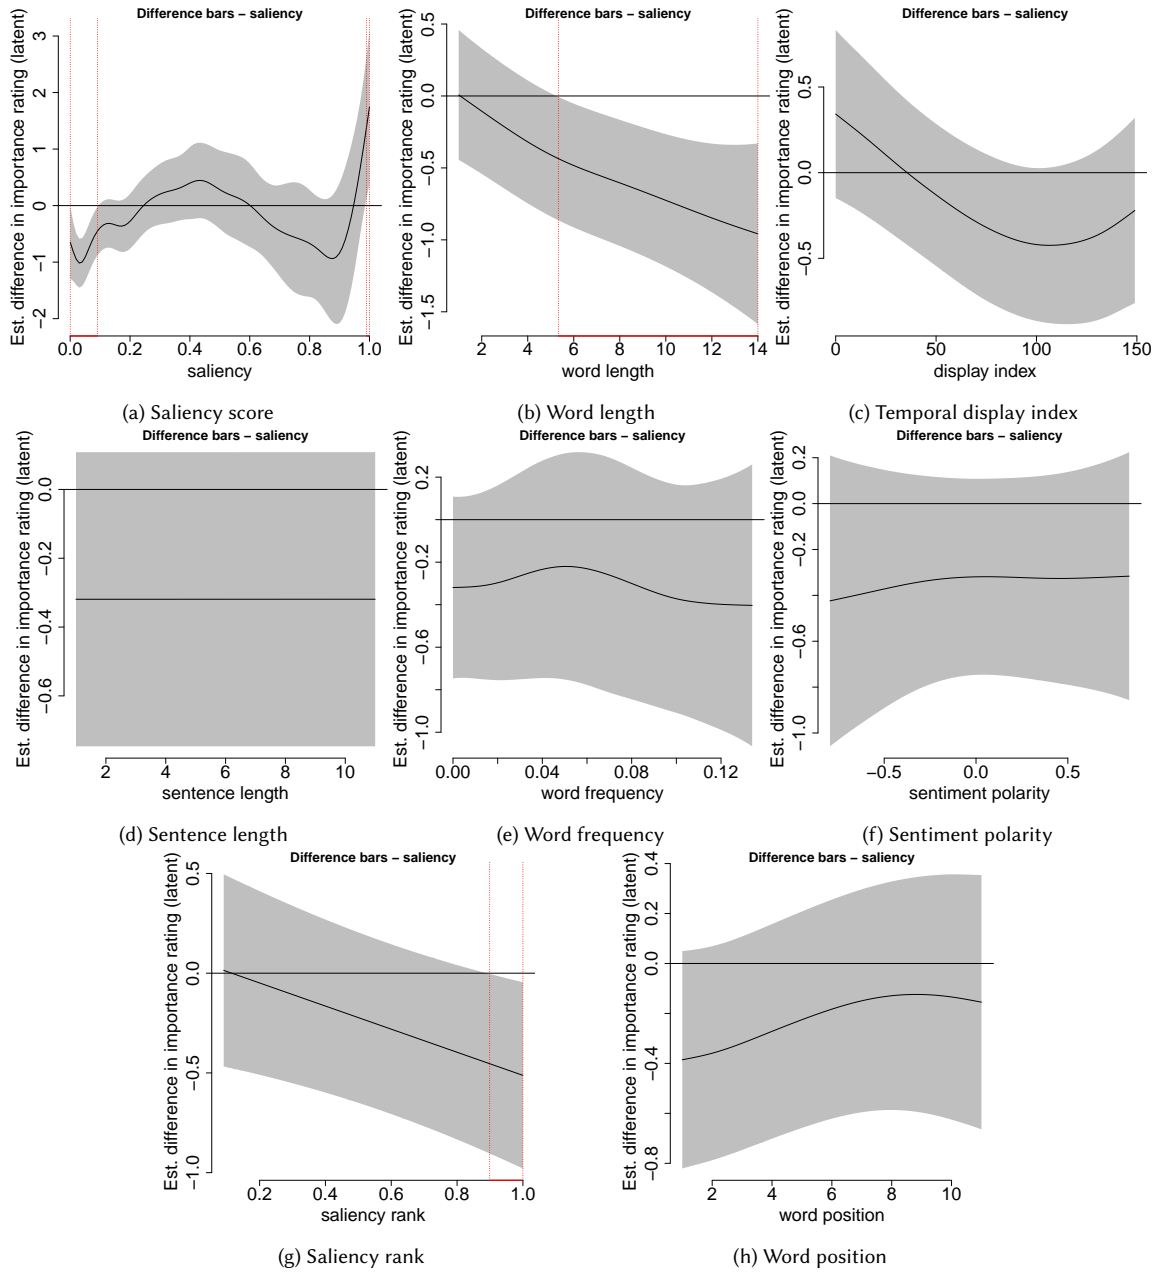 Difference bars − saliency
Est. difference in importance rating (latent)
3
2
1
0
−1
−2
0.0 0.2 0.4 0.6 0.8 1.0
saliency
(a) Saliency score
Difference bars − saliency
Est. difference in importance rating (latent)
0.5
0.0
−0.5
−1.0
−1.5
2 4 6 8 10 12 14
word length
(b) Word length
Difference bars − saliency
Est. difference in importance rating (latent)
0.5
0.0
−0.5
0 50 100 150
display index
(c) Temporal display index
Difference bars − saliency
Est. difference in importance rating (latent)
0.0
−0.2
−0.4
−0.6
2 4 6 8 10
sentence length
(d) Sentence length
Difference bars − saliency
Est. difference in importance rating (latent)
0.2
−0.2
−0.6
−1.0
0.00 0.04 0.08 0.12
word frequency
(e) Word frequency
Difference bars − saliency
Est. difference in importance rating (latent)
0.2
0.0
−0.2
−0.6
−1.0
−0.5 0.0 0.5
sentiment polarity
(f) Sentiment polarity
Difference bars − saliency
Est. difference in importance rating (latent)
0.5
0.0
−0.5
−1.0
0.2 0.4 0.6 0.8 1.0
saliency rank
(g) Saliency rank
Difference bars − saliency
Est. difference in importance rating (latent)
0.4
0.2
0.0
−0.4
−0.8
2 4 6 8 10
word position
(h) Word position